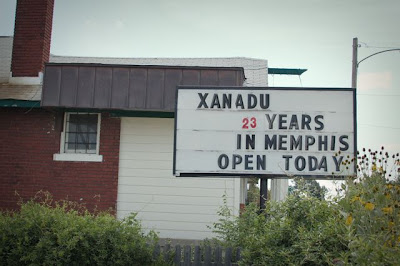 XANADU
23 YEARS
IN MEMPHIS
OPEN TODAY